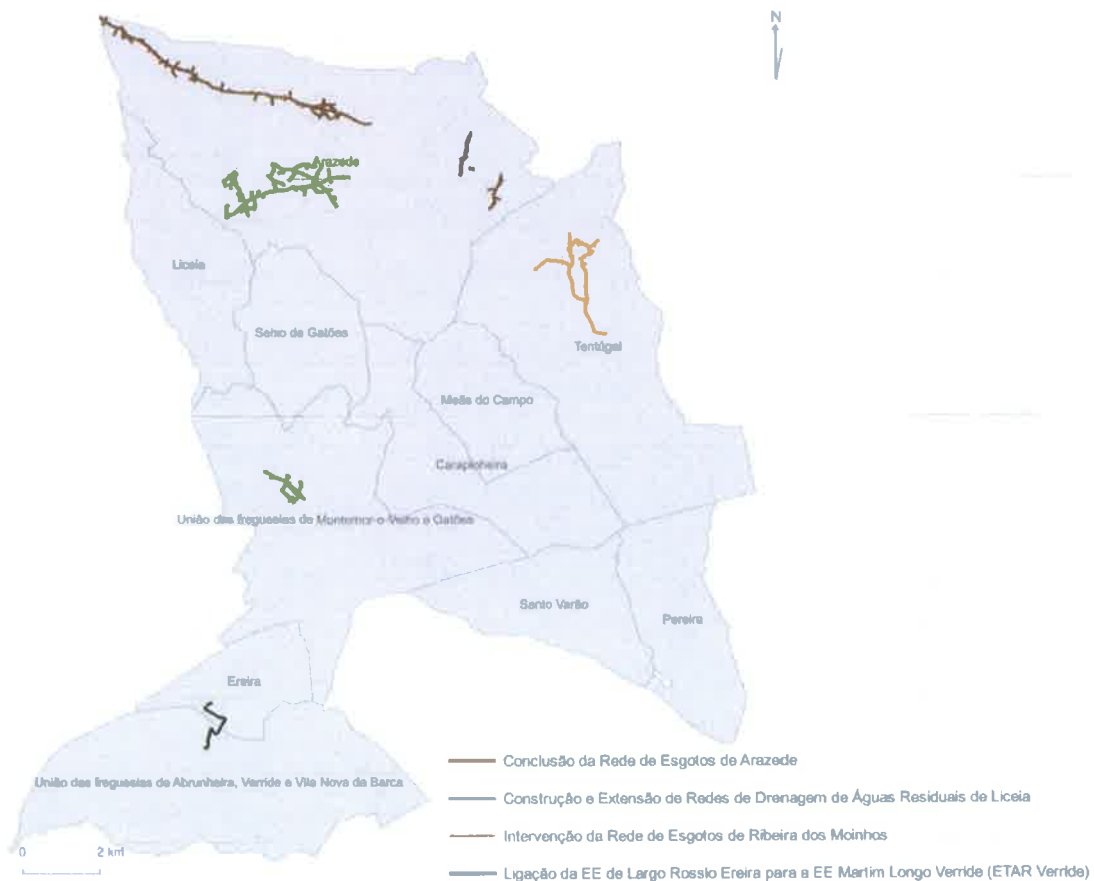 N
Arazede
Liceia
Seixo de Gatões
Tentúgal
Meãs do Campo
Carapinheira
União das freguesias de Montemor-o-Velho e Gatões
Santo Varão
Pereira
Ereira
União das freguesias de Abrunheira, Verride e Vila Nova da Barca
Conclusão da Rede de Esgotos de Arazede
Construção e Extensão de Redes de Drenagem de Águas Residuais de Liceia
Intervenção da Rede de Esgotos de Ribeira dos Moinhos
Ligação da EE de Largo Rossio Ereira para a EE Martim Longo Verride (ETAR Verride)
0 2 km